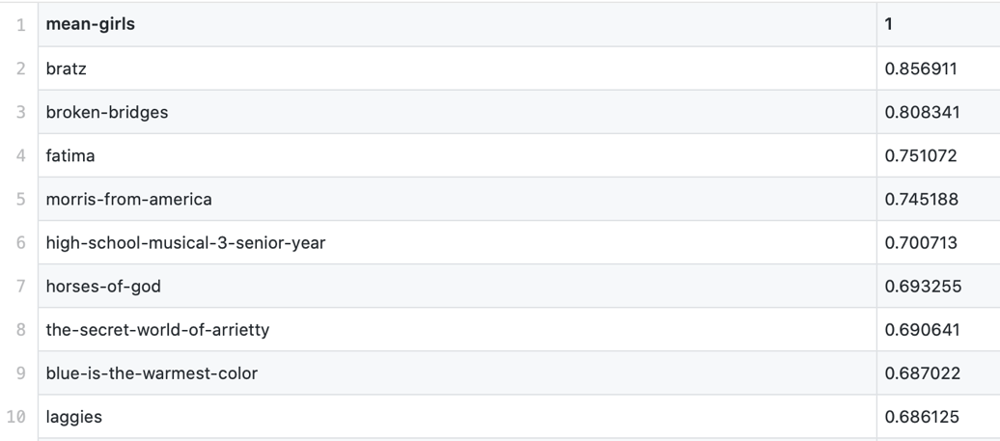 1 mean-girls 1
2 bratz 0.856911
3 broken-bridges 0.808341
4 fatima 0.751072
5 morris-from-america 0.745188
6 high-school-musical-3-senior-year 0.700713
7 horses-of-god 0.693255
8 the-secret-world-of-arrietty 0.690641
9 blue-is-the-warmest-color 0.687022
10 laggies 0.686125